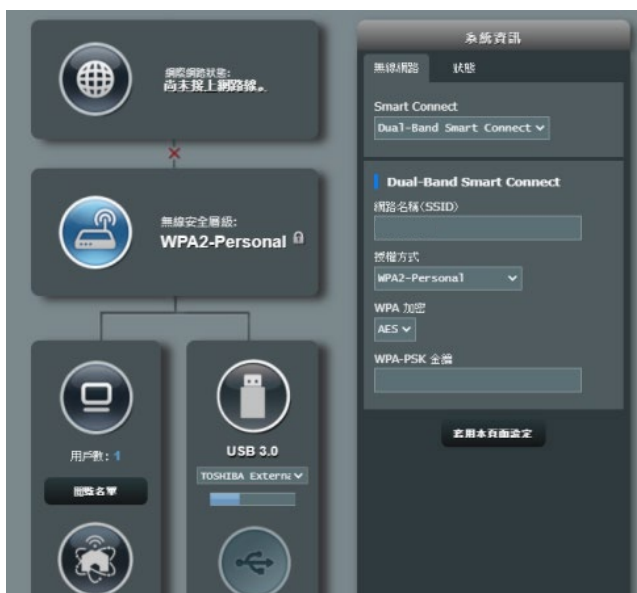 網際網路狀態:
尚未接上網路線。
無線安全層級:
WPA2-Personal
用戶數: 1
閱覽名單
USB 3.0
TOSHIBA Externa
系統資訊
無線網路
狀態
Smart Connect
Dual-Band Smart Connect
Dual-Band Smart Connect
網路名稱(SSID)
授權方式
WPA2-Personal
WPA 加密
AES
WPA-PSK 金鑰
套用本頁面設定